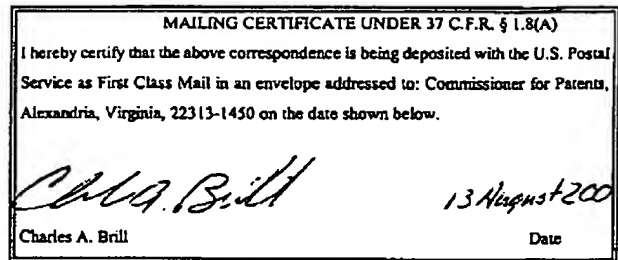 MAILING CERTIFICATE UNDER 37 C.F.R. § 1.8(A)
I hereby certify that the above correspondence is being deposited with the U.S. Postal
Service as First Class Mail in an envelope addressed to: Commissioner for Patents,
Alexandria, Virginia, 22313-1450 on the date shown below.
Chl A. Brill 13 August 200
Charles A. Brill Date